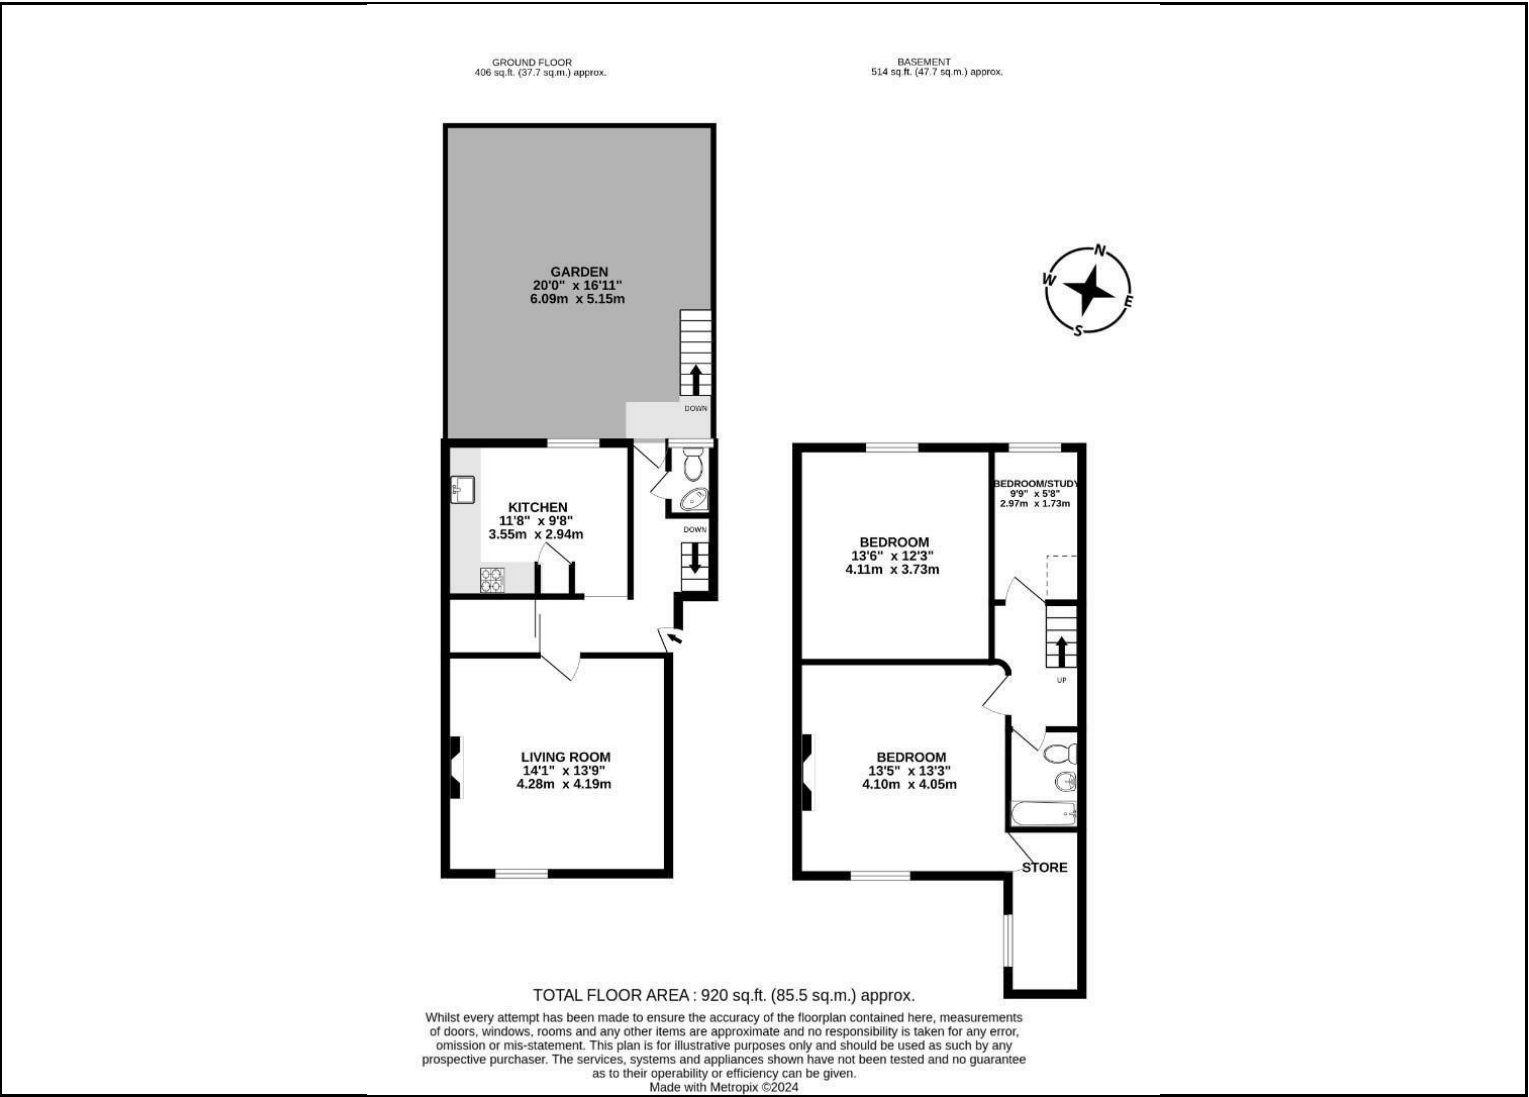 GROUND FLOOR
406 sq.ft. (37.7 sq.m.) approx.
BASEMENT
514 sq.ft. (47.7 sq.m.) approx.
GARDEN
20'0" x 16'11"
6.09m x 5.15m
N
W
E
S
DOWN
KITCHEN
11'8" x 9'8"
3.55m x 2.94m
DOWN
BEDROOM/STUDY
9'9" x 5'8"
2.97m x 1.73m
BEDROOM
13'6" x 12'3"
4.11m x 3.73m
UP
LIVING ROOM
14'1" x 13'9"
4.28m x 4.19m
BEDROOM
13'5" x 13'3"
4.10m x 4.05m
STORE
TOTAL FLOOR AREA : 920 sq.ft. (85.5 sq.m.) approx.
Whilst every attempt has been made to ensure the accuracy of the floorplan contained here, measurements
of doors, windows, rooms and any other items are approximate and no responsibility is taken for any error,
omission or mis-statement. This plan is for illustrative purposes only and should be used as such by any
prospective purchaser. The services, systems and appliances shown have not been tested and no guarantee
as to their operability or efficiency can be given.
Made with Metropix ©2024